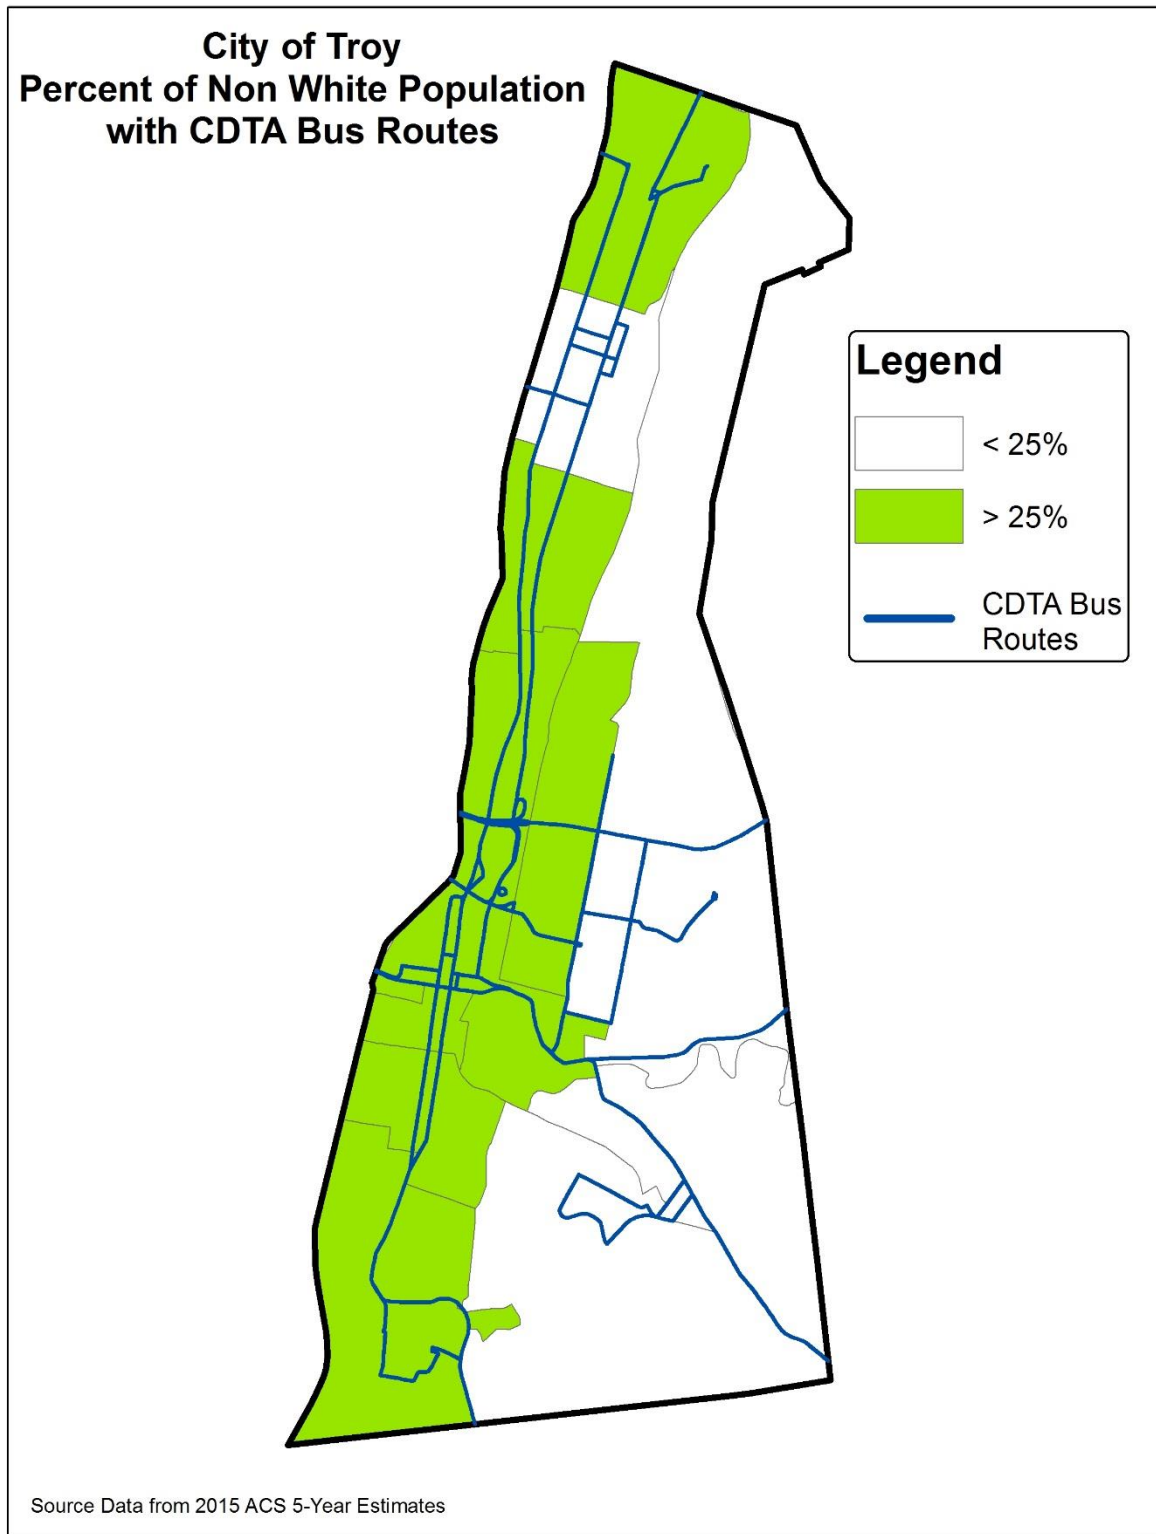 City of Troy
Percent of Non White Population
with CDTA Bus Routes
Legend
< 25%
> 25%
CDTA Bus
Routes
Source Data from 2015 ACS 5-Year Estimates